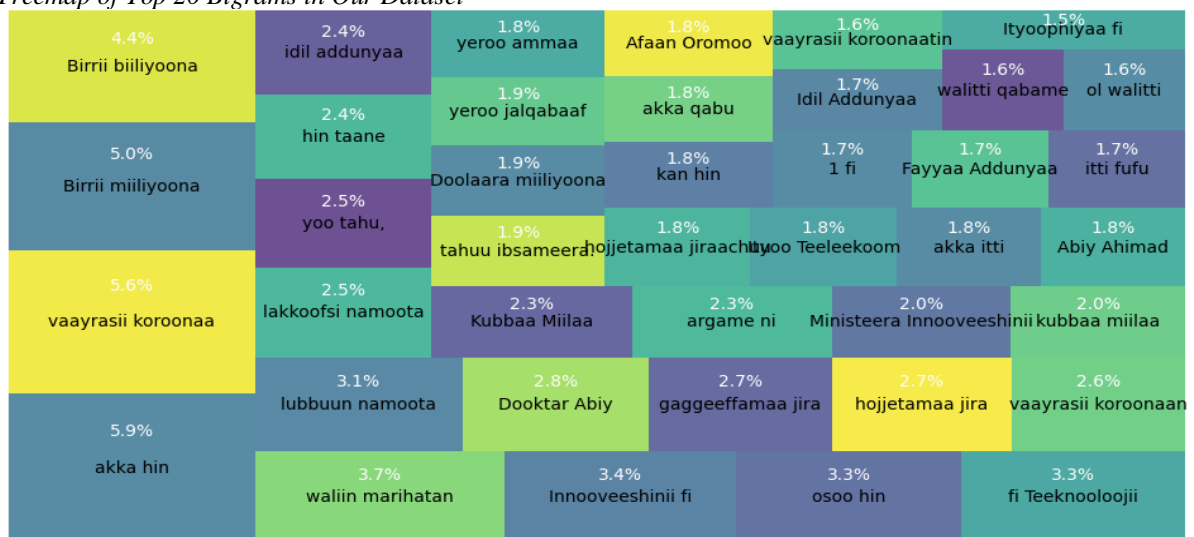 Treemap of Top 20 Bigrams in Our Dataset
4.4%
Birrii biiliyoona
5.0%
Birrii miiliyoona
5.6%
vaayrasii koroonaa
5.9%
akka hin
2.4%
idil addunyaa
2.4%
hin taane
2.5%
yoo tahu,
2.5%
lakkoofsi namoota
1.8%
yeroo ammaa
1.9%
yeroo jalqabaaf
1.9%
Doolaara miiliyoona
1.9%
tahuu ibsameera.
1.8%
Afaan Oromoo
1.8%
akka qabu
1.8%
kan hin
1.6%
vaayrasii koroonaatin
1.5%
Ityoophiyaa fi
1.7%
Idil Addunyaa
1.6%
walitti qabame
1.6%
ol walitti
1.7%
1 fi
1.7%
Fayyaa Addunyaa
1.7%
itti fufu
1.8%
hojjetamaa jiraachuu
1.8%
Ityoo Teeleekoom
1.8%
akka itti
1.8%
Abiy Ahimad
2.3%
Kubbaa Miilaa
2.3%
argame ni
2.0%
Ministeera Innooveeshinii
2.0%
kubbaa miilaa
3.1%
lubbuun namoota
2.8%
Dooktar Abiy
2.7%
gaggeeffamaa jira
2.7%
hojjetamaa jira
2.6%
vaayrasii koroonaan
3.7%
waliin marihatan
3.4%
Innooveeshinii fi
3.3%
osoo hin
3.3%
fi Teeknooloojii